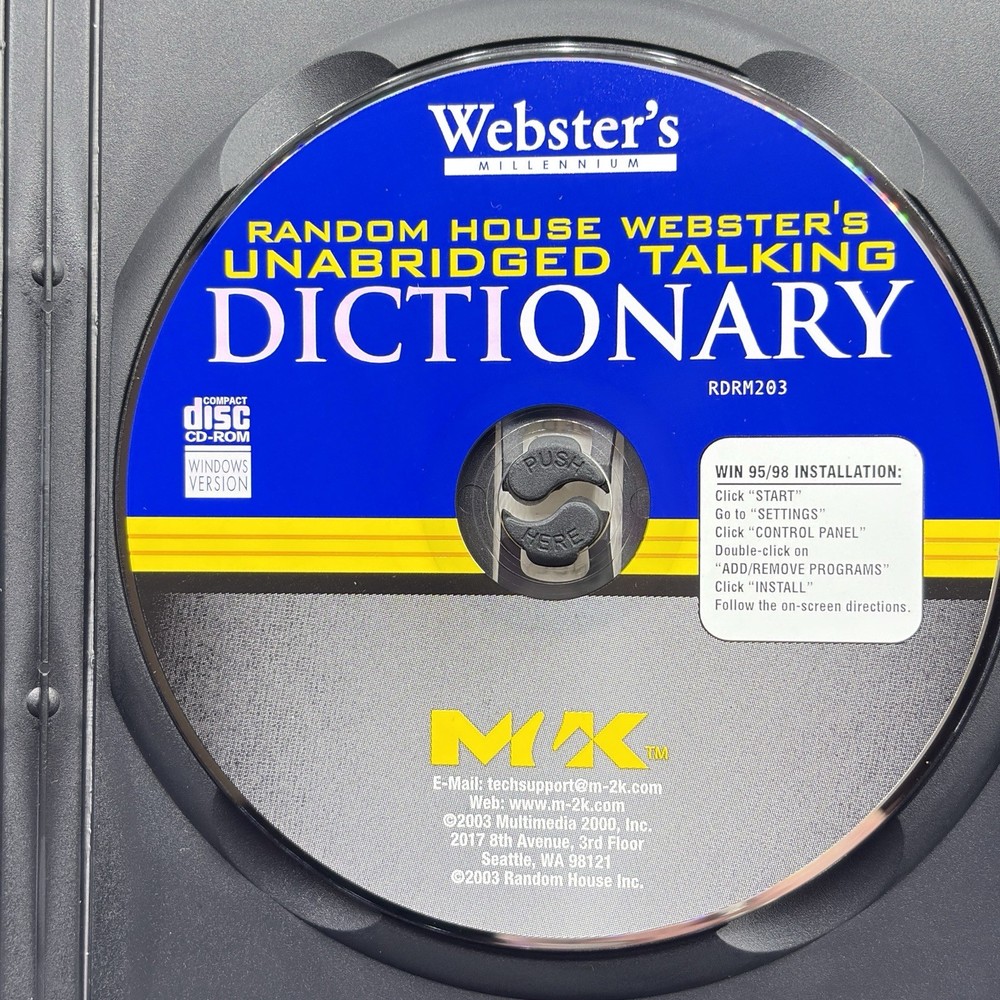 Webster's
MILLENNIUM
RANDOM HOUSE WEBSTER'S
UNABRIDGED TALKING
DICTIONARY
RDRM203
COMPACT
disc
CD-ROM
WINDOWS
VERSION
PUSH
HERE
WIN 95/98 INSTALLATION:
Click "START"
Go to "SETTINGS"
Click "CONTROL PANEL"
Double-click on
"ADD/REMOVE PROGRAMS"
Click "INSTALL"
Follow the on-screen directions.
M2K™
E-Mail: techsupport@m-2k.com
Web: www.m-2k.com
©2003 Multimedia 2000, Inc.
2017 8th Avenue, 3rd Floor
Seattle, WA 98121
©2003 Random House Inc.